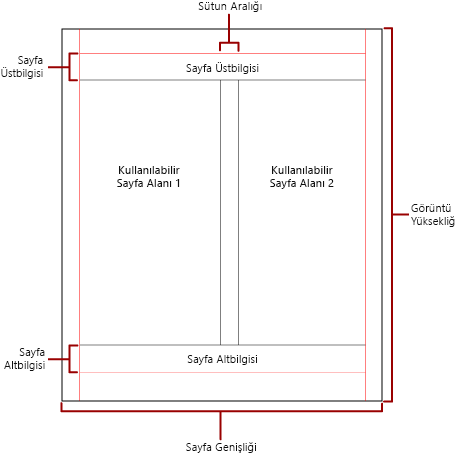 Sütun Aralığı
Sayfa
Üstbilgisi
Sayfa Üstbilgisi
Kullanılabilir
Sayfa Alanı 1
Kullanılabilir
Sayfa Alanı 2
Görüntü
Yüksekliğ
Sayfa
Altbilgisi
Sayfa Altbilgisi
Sayfa Genişliği